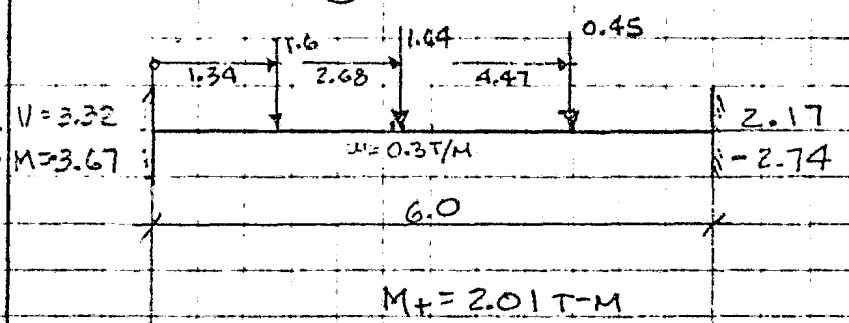 1.6 1.64 0.45
1.34 2.68 4.47
V=3.32 2.17
M=3.67 -2.74
w=0.3T/M
6.0
M+=2.01 T-M